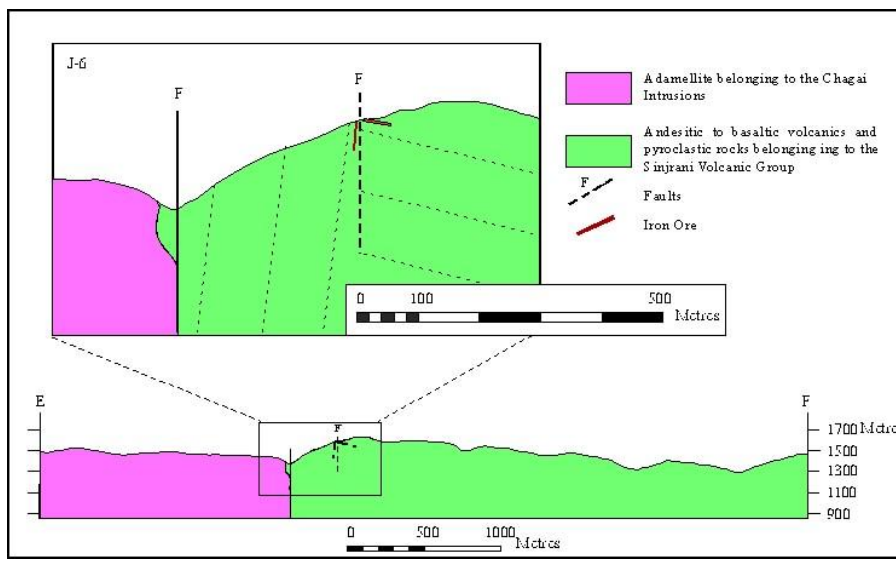 J-6
F
F
Adamellite belonging to the Chagai
Intrusions
Andesitic to basaltic volcanics and
pyroclastic rocks belonging ing to the
Sinjrani Volcanic Group
F
Faults
Iron Ore
0 100 500
Metres
E
F
F
1700 Metre
1500
1300
1100
900
0 500 1000
Metres